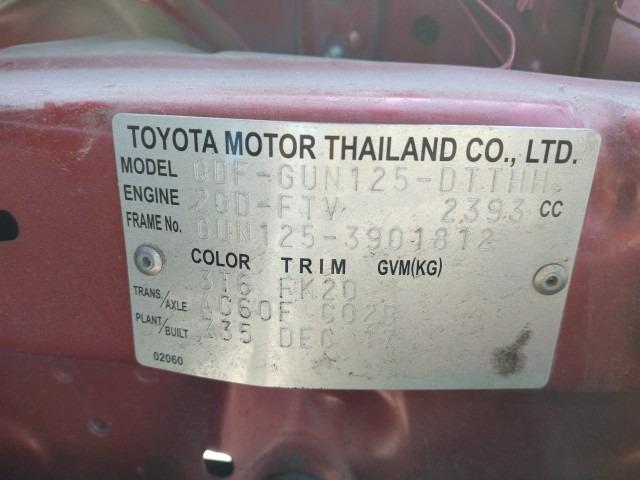 TOYOTA MOTOR THAILAND CO., LTD.
MODEL QDF-GUN125-DTTHH
ENGINE 2GD-FTV 2393 CC
FRAME No. GUN125-3901812
COLOR TRIM GVM(KG)
3T6 FK20
TRANS/AXLE AC60F C02B
PLANT/BUILT 335 DEC 17
02060